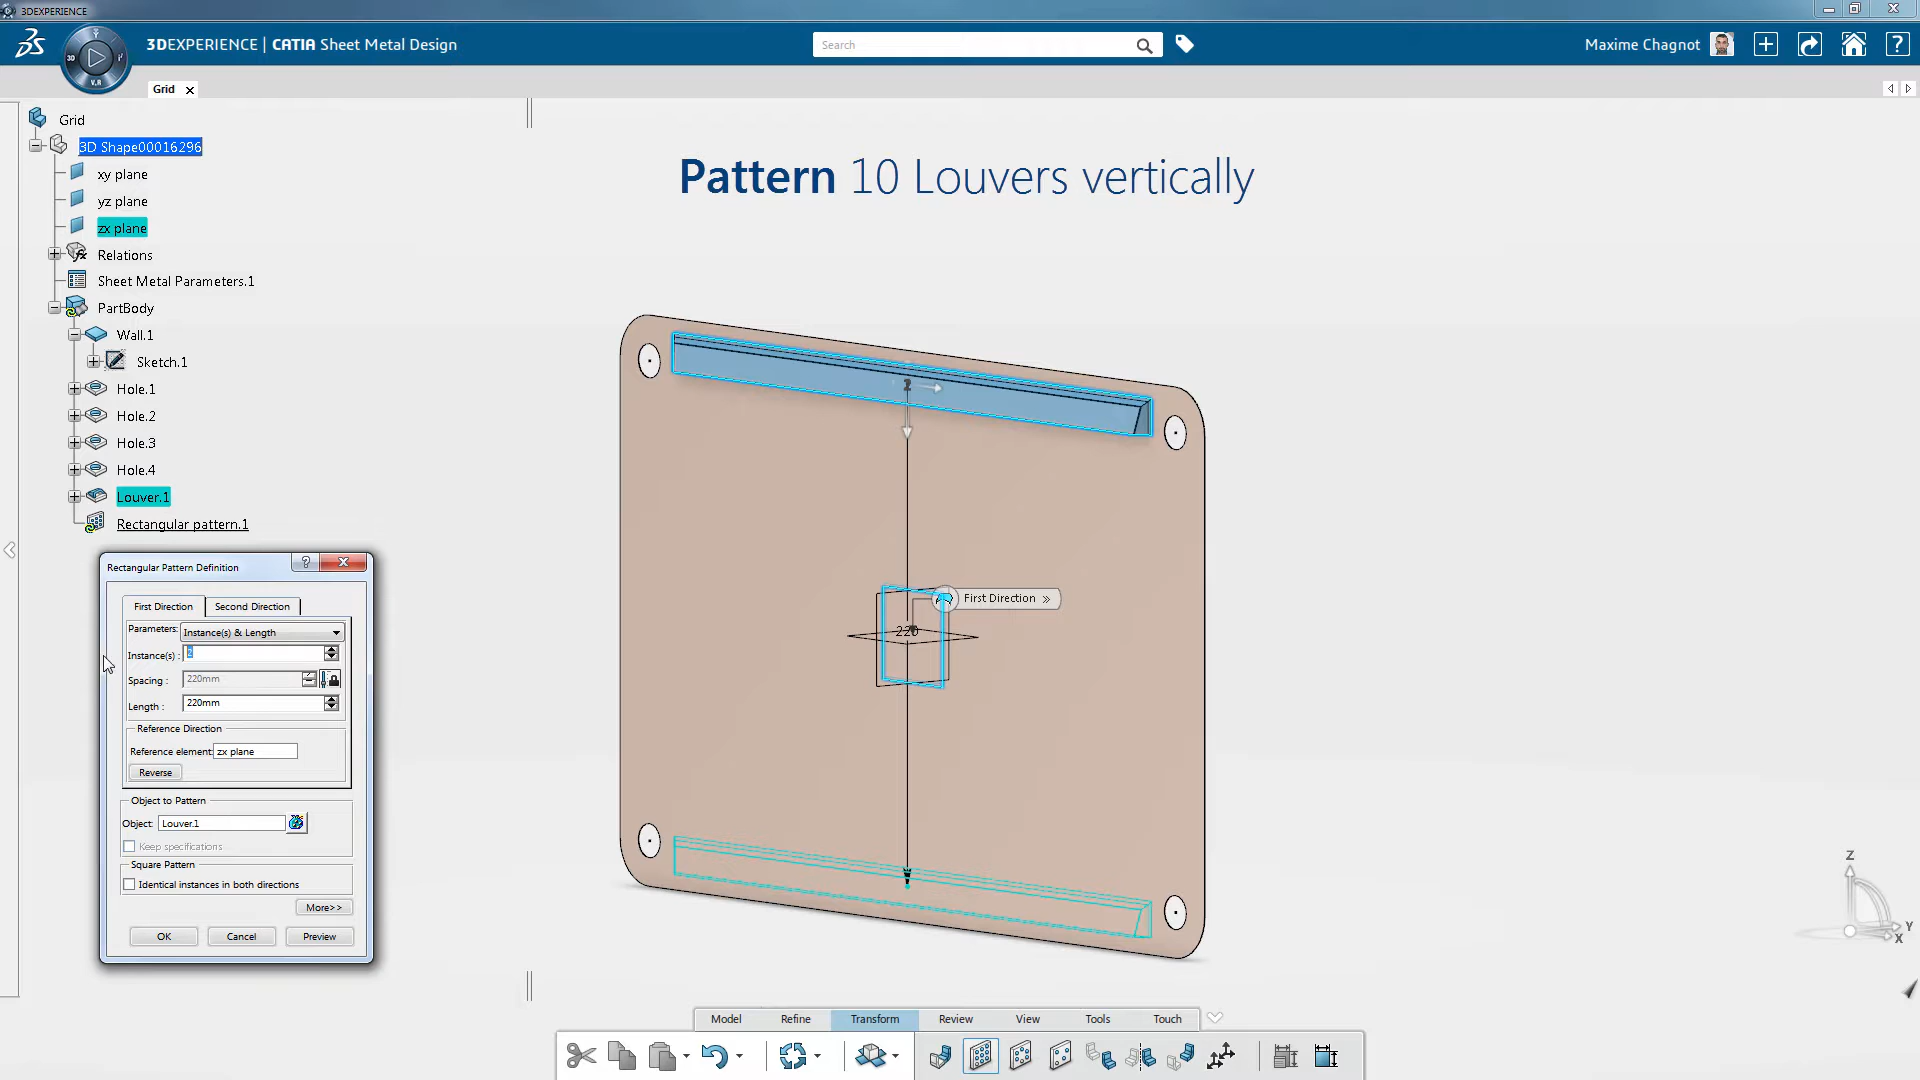 3DEXPERIENCE
3DEXPERIENCE | CATIA Sheet Metal Design
3D
V.R
Search
Maxime Chagnot
?
Grid
Grid
3D Shape00016296
xy plane
yz plane
zx plane
Relations
Sheet Metal Parameters.1
PartBody
Wall.1
Sketch.1
Hole.1
Hole.2
Hole.3
Hole.4
Louver.1
Rectangular pattern.1
Pattern 10 Louvers vertically
2
First Direction »
220
Rectangular Pattern Definition
?
First Direction
Second Direction
Parameters: Instance(s) & Length
Instance(s) : 2
Spacing : 220mm
Length : 220mm
Reference Direction
Reference element: zx plane
Reverse
Object to Pattern
Object: Louver.1
Keep specifications
Square Pattern
Identical instances in both directions
More>>
OK
Cancel
Preview
Z
Y
X
Model
Refine
Transform
Review
View
Tools
Touch